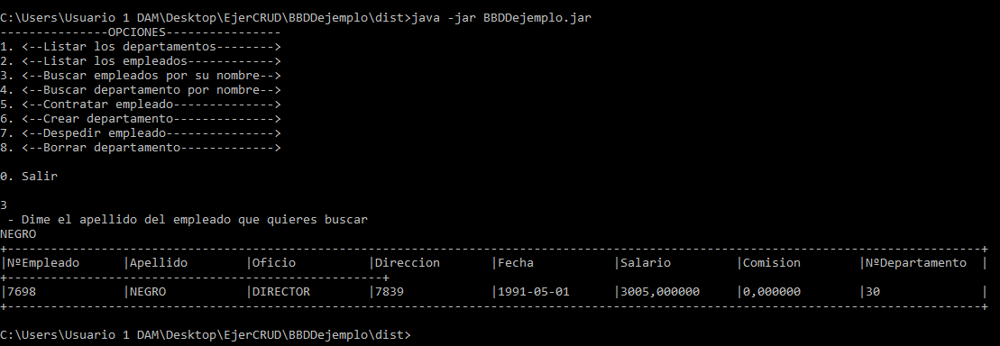 C:\Users\Usuario 1 DAM\Desktop\EjerCRUD\BBDDejemplo\dist>java -jar BBDDejemplo.jar
---------------OPCIONES----------------
1. <--Listar los departamentos-------->
2. <--Listar los empleados------------>
3. <--Buscar empleados por su nombre-->
4. <--Buscar departamento por nombre-->
5. <--Contratar empleado-------------->
6. <--Crear departamento-------------->
7. <--Despedir empleado--------------->
8. <--Borrar departamento------------->
0. Salir
3
 - Dime el apellido del empleado que quieres buscar
NEGRO
+---------------------------------------------------------------------------------------------------------------------------------------+
|NºEmpleado      |Apellido        |Oficio          |Direccion       |Fecha           |Salario         |Comision        |NºDepartamento  |
+----------------------------------------------------+
|7698            |NEGRO           |DIRECTOR        |7839            |1991-05-01      |3005,000000     |0,000000        |30              |
+---------------------------------------------------------------------------------------------------------------------------------------+
C:\Users\Usuario 1 DAM\Desktop\EjerCRUD\BBDDejemplo\dist>